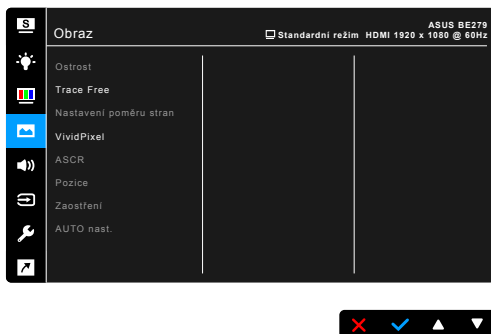 S
ASUS BE279
Obraz
Standardní režim HDMI 1920 x 1080 @ 60Hz
Ostrost
Trace Free
Nastavení poměru stran
VividPixel
ASCR
Pozice
Zaostření
AUTO nast.